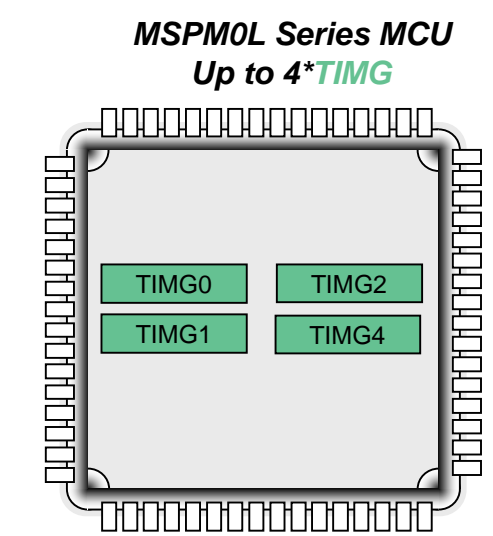 MSPM0L Series MCU
Up to 4*TIMG
TIMG0
TIMG2
TIMG1
TIMG4